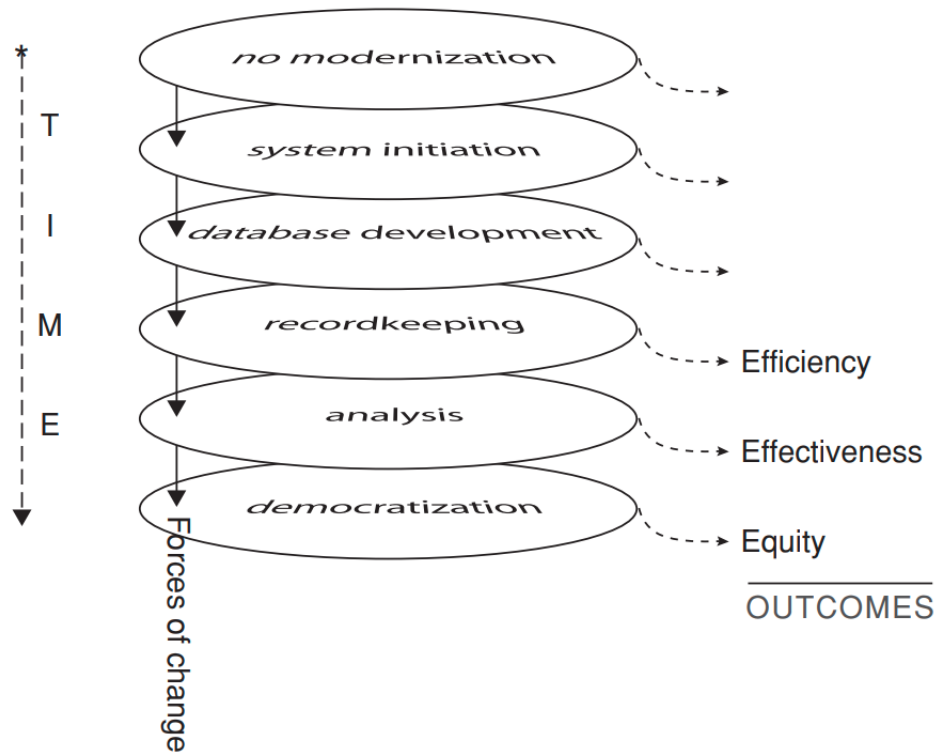 *
no modernization
T
system initiation
I
database development
M
recordkeeping
Efficiency
E
analysis
Effectiveness
democratization
Equity
Forces of change
OUTCOMES